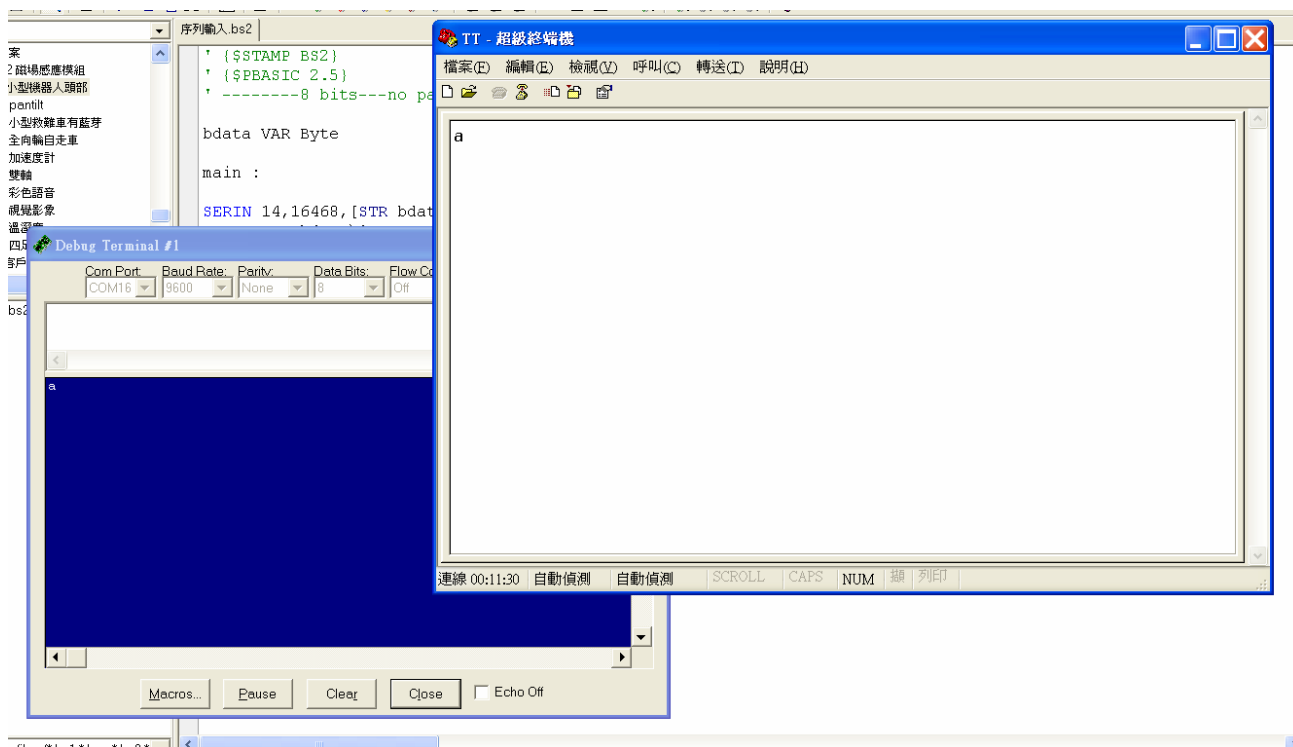 序列輸入.bs2
案
2 磁場感應模組
小型機器人頭部
pantilt
小型救難車有藍芽
全向輪自走車
加速度計
雙軸
彩色語音
視覺影象
' {$STAMP BS2}
' {$PBASIC 2.5}
' --------8 bits---no pa
bdata VAR Byte
main :
SERIN 14,16468,[STR bdat
TT - 超級終端機
檔案(F) 編輯(E) 檢視(V) 呼叫(C) 轉送(T) 說明(H)
a
連線 00:11:30 自動偵測 自動偵測 SCROLL CAPS NUM 擷 列印
Debug Terminal #1
Com Port: Baud Rate: Parity: Data Bits: Flow Co
COM16 9600 None 8 Off
a
Macros... Pause Clear Close Echo Off